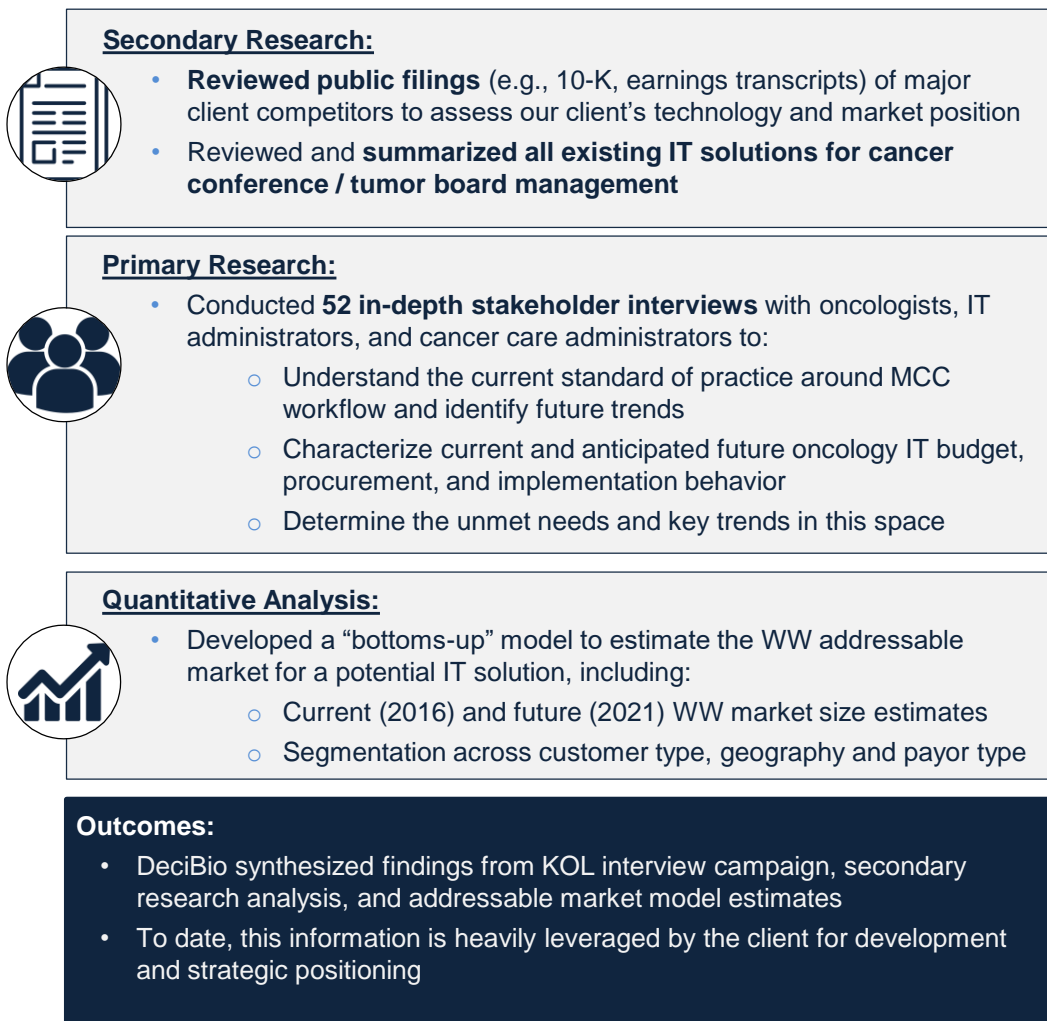 Secondary Research:
• Reviewed public filings (e.g., 10-K, earnings transcripts) of major
client competitors to assess our client's technology and market position
• Reviewed and summarized all existing IT solutions for cancer
conference / tumor board management
Primary Research:
• Conducted 52 in-depth stakeholder interviews with oncologists, IT
administrators, and cancer care administrators to:
o Understand the current standard of practice around MCC
workflow and identify future trends
o Characterize current and anticipated future oncology IT budget,
procurement, and implementation behavior
o Determine the unmet needs and key trends in this space
Quantitative Analysis:
• Developed a “bottoms-up” model to estimate the WW addressable
market for a potential IT solution, including:
o Current (2016) and future (2021) WW market size estimates
o Segmentation across customer type, geography and payor type
Outcomes:
• DeciBio synthesized findings from KOL interview campaign, secondary
research analysis, and addressable market model estimates
• To date, this information is heavily leveraged by the client for development
and strategic positioning